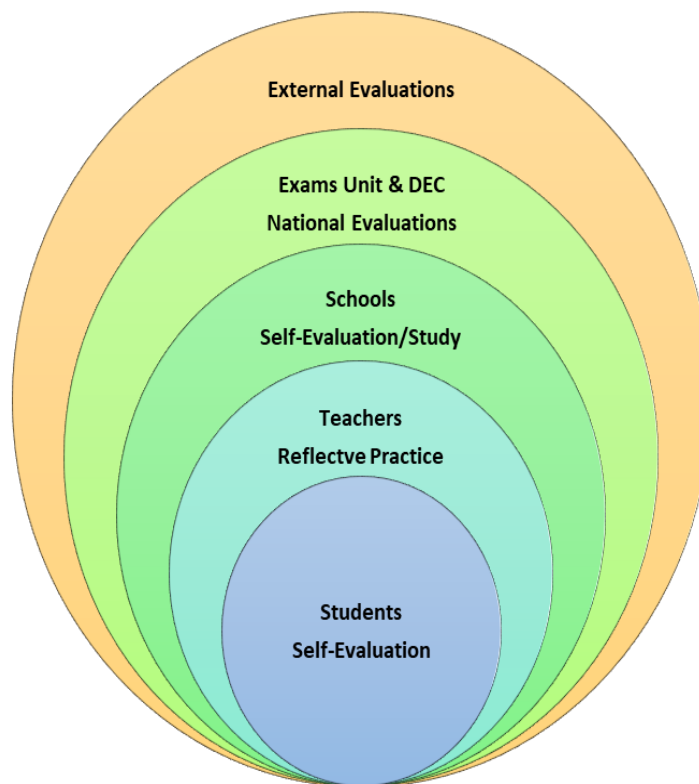 External Evaluations
Exams Unit & DEC
National Evaluations
Schools
Self-Evaluation/Study
Teachers
Reflectve Practice
Students
Self-Evaluation